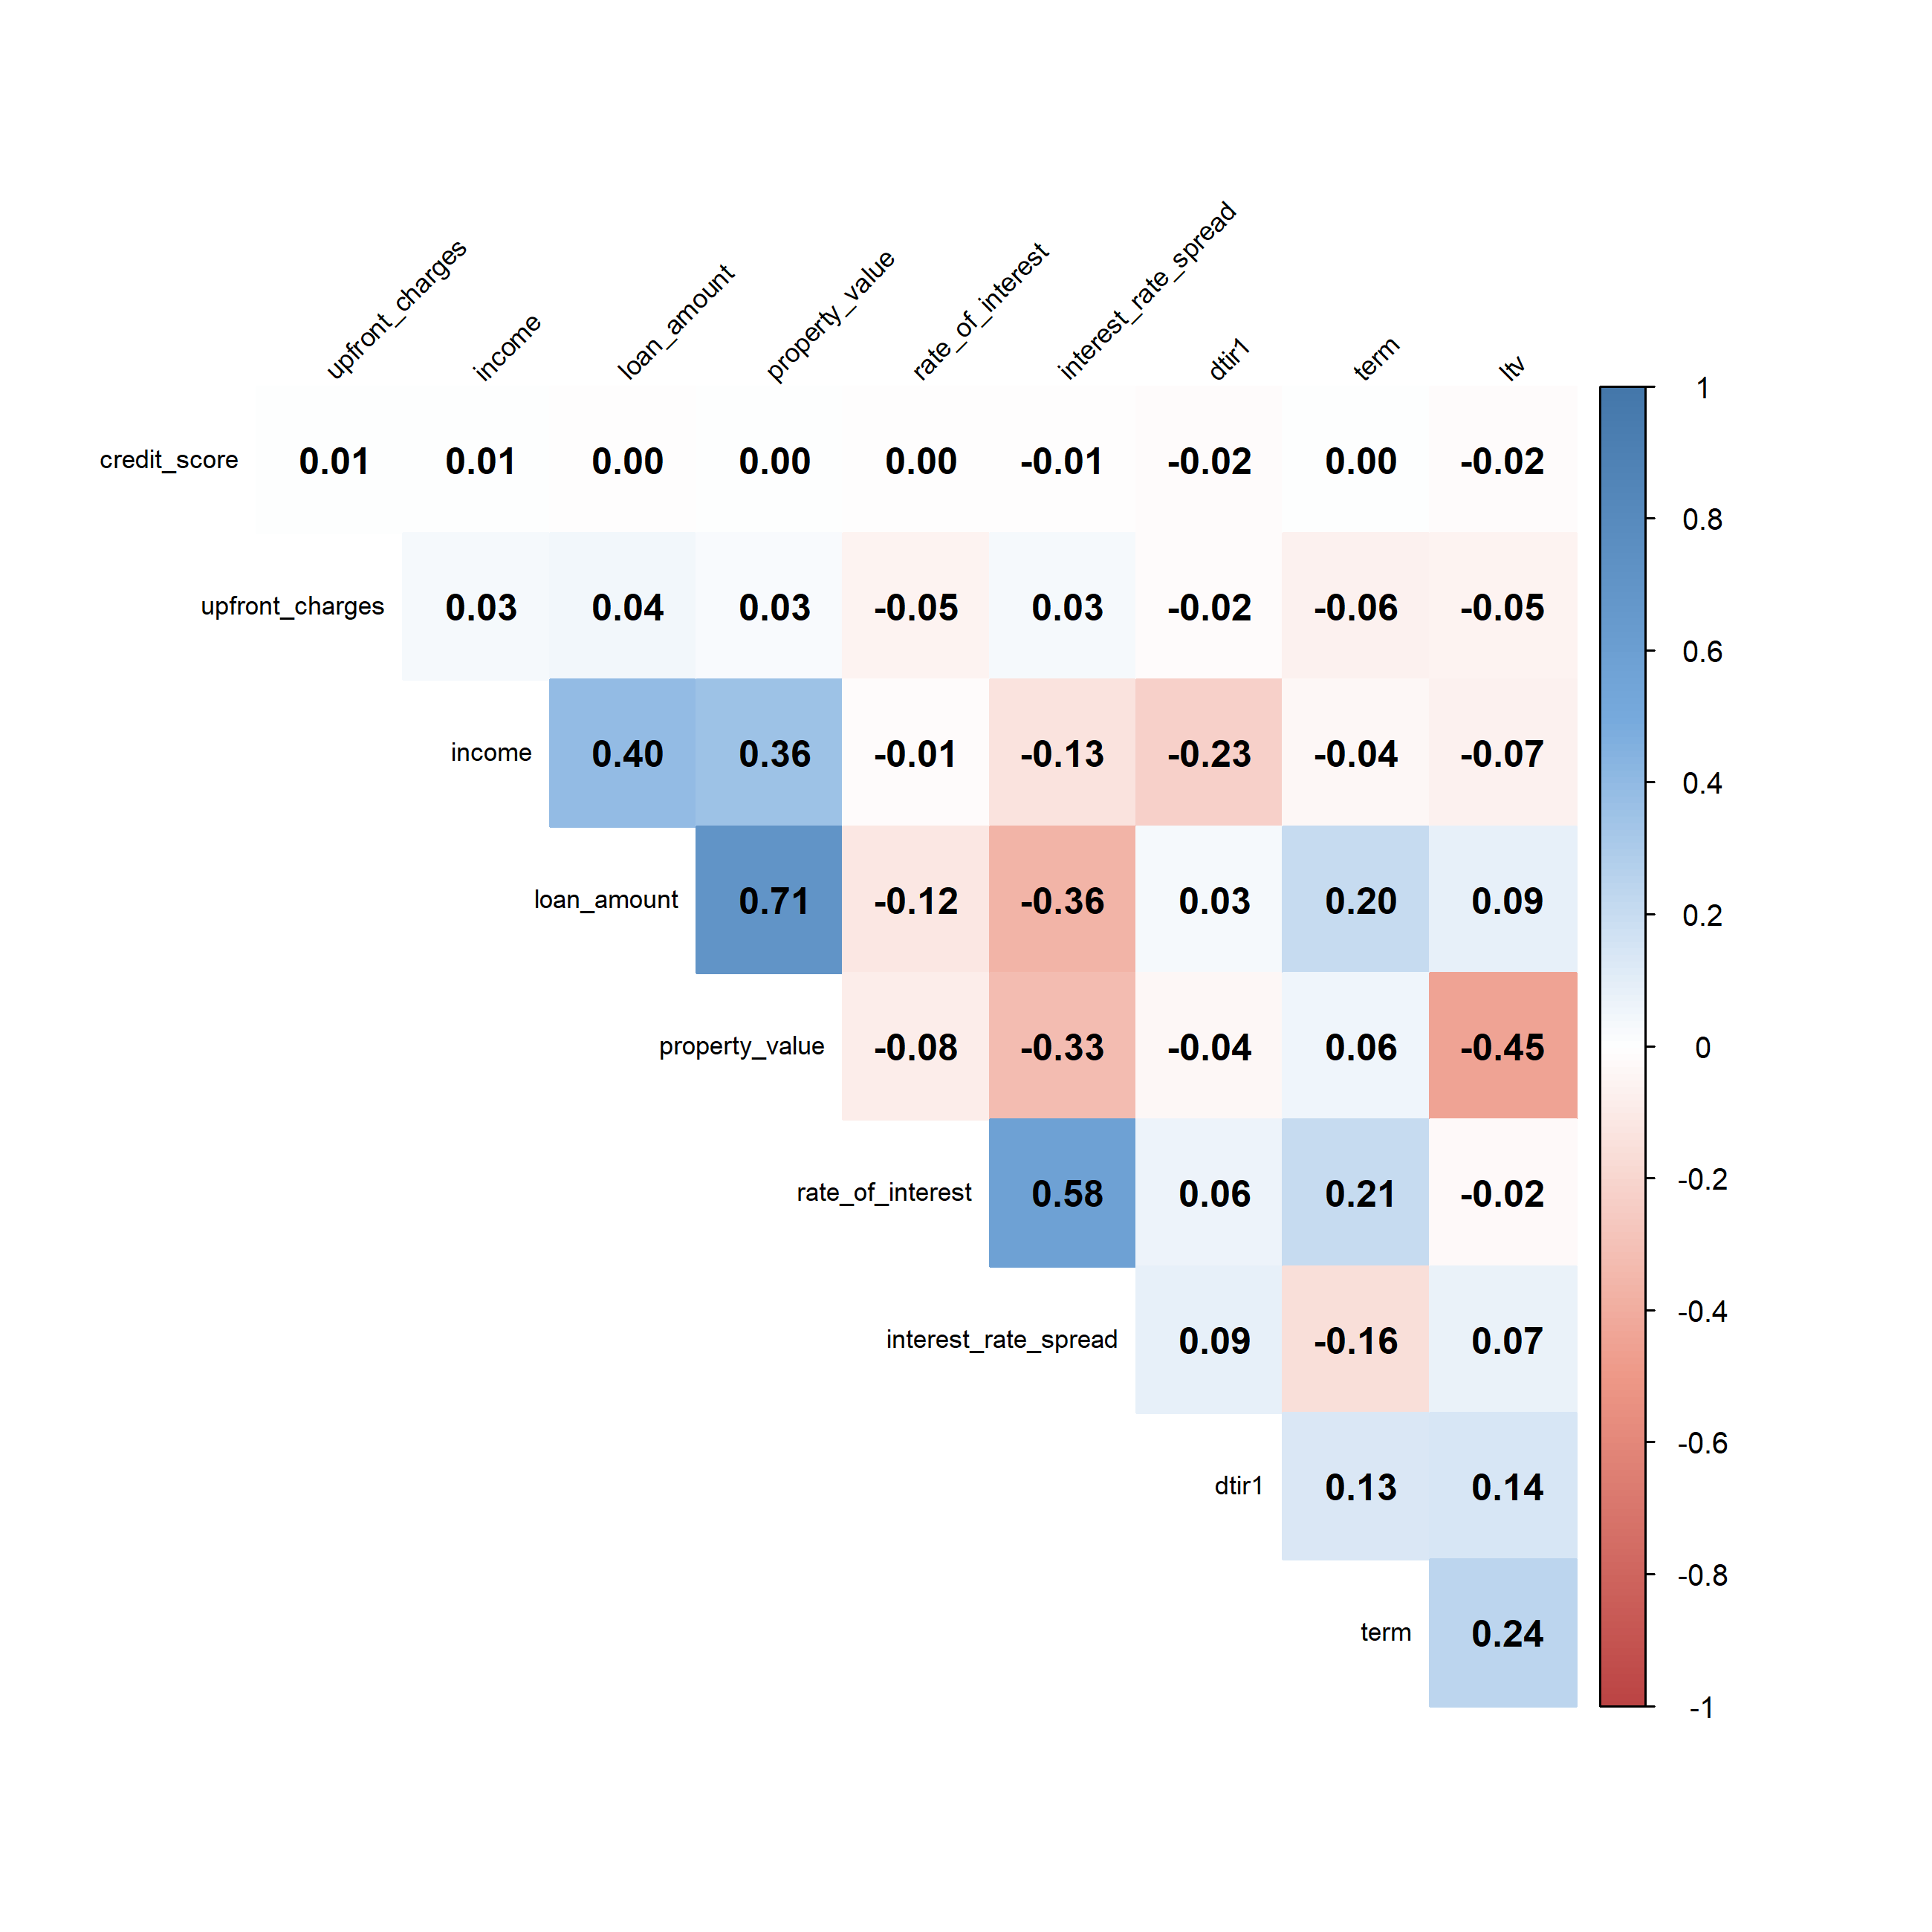 upfront_charges
income
loan_amount
property_value
rate_of_interest
interest_rate_spread
dtir1
term
ltv
credit_score 0.01 0.01 0.00 0.00 0.00 -0.01 -0.02 0.00 -0.02
upfront_charges 0.03 0.04 0.03 -0.05 0.03 -0.02 -0.06 -0.05
income 0.40 0.36 -0.01 -0.13 -0.23 -0.04 -0.07
loan_amount 0.71 -0.12 -0.36 0.03 0.20 0.09
property_value -0.08 -0.33 -0.04 0.06 -0.45
rate_of_interest 0.58 0.06 0.21 -0.02
interest_rate_spread 0.09 -0.16 0.07
dtir1 0.13 0.14
term 0.24
1
0.8
0.6
0.4
0.2
0
-0.2
-0.4
-0.6
-0.8
-1